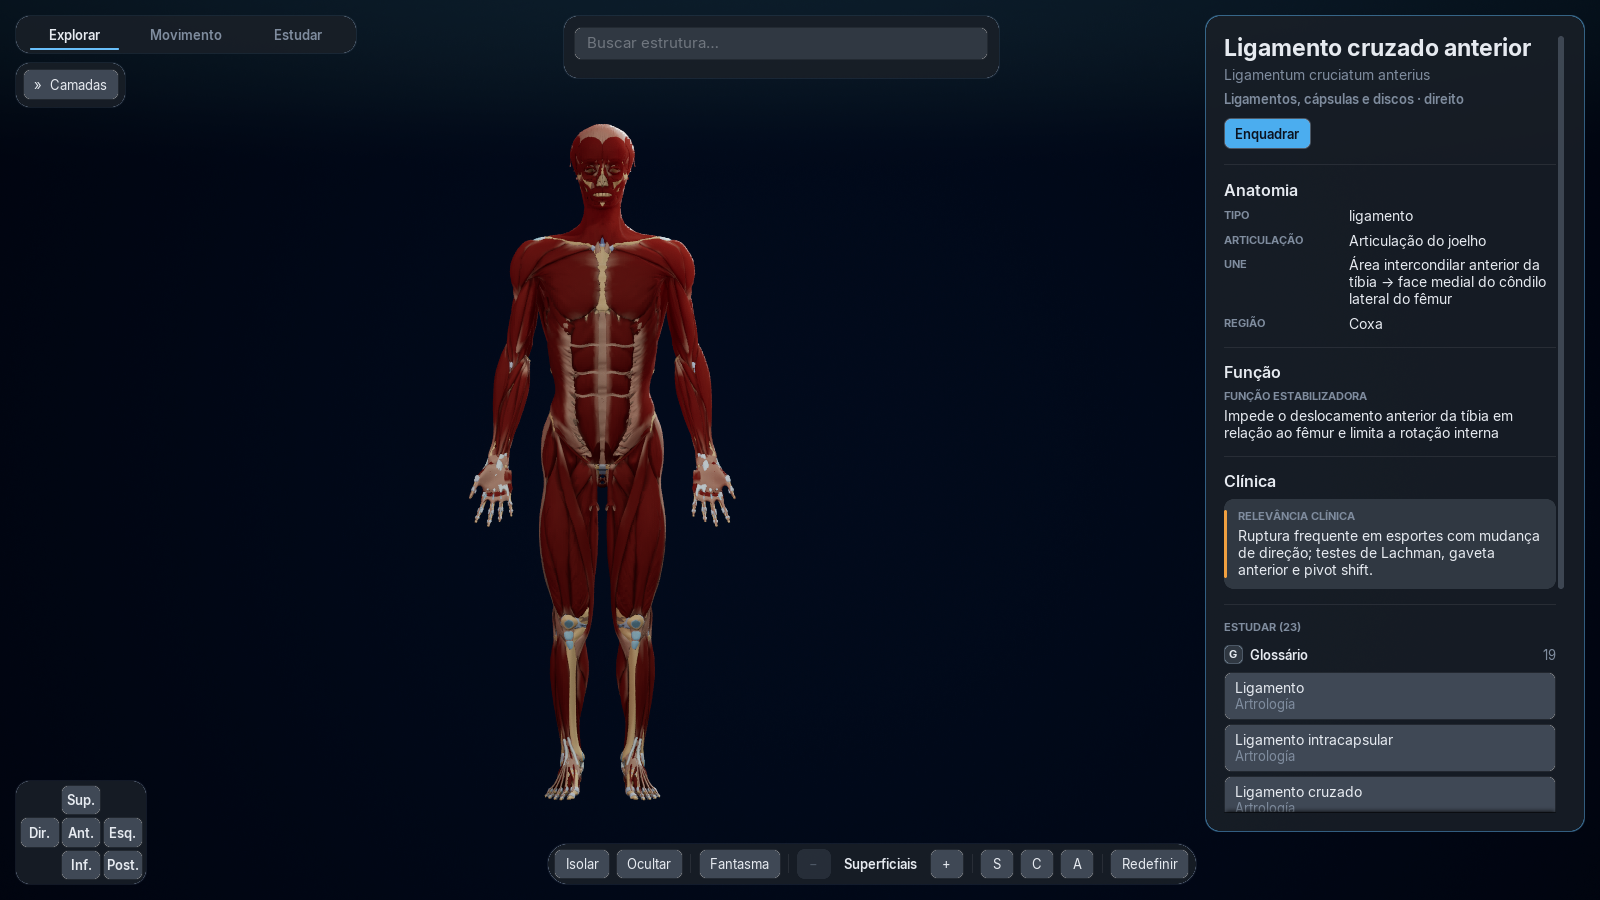 Explorar
Movimento
Estudar
» Camadas
Buscar estrutura...
Ligamento cruzado anterior
Ligamentum cruciatum anterius
Ligamentos, cápsulas e discos · direito
Enquadrar
Anatomia
TIPO
ligamento
ARTICULAÇÃO
Articulação do joelho
UNE
Área intercondilar anterior da
tíbia → face medial do côndilo
lateral do fêmur
REGIÃO
Coxa
Função
FUNÇÃO ESTABILIZADORA
Impede o deslocamento anterior da tíbia em
relação ao fêmur e limita a rotação interna
Clínica
RELEVÂNCIA CLÍNICA
Ruptura frequente em esportes com mudança
de direção; testes de Lachman, gaveta
anterior e pivot shift.
ESTUDAR (23)
G Glossário 19
Ligamento
Artrologia
Ligamento intracapsular
Artrologia
Ligamento cruzado
Artrologia
Sup.
Dir. Ant. Esq.
Inf. Post.
Isolar Ocultar Fantasma − Superficiais + S C A Redefinir